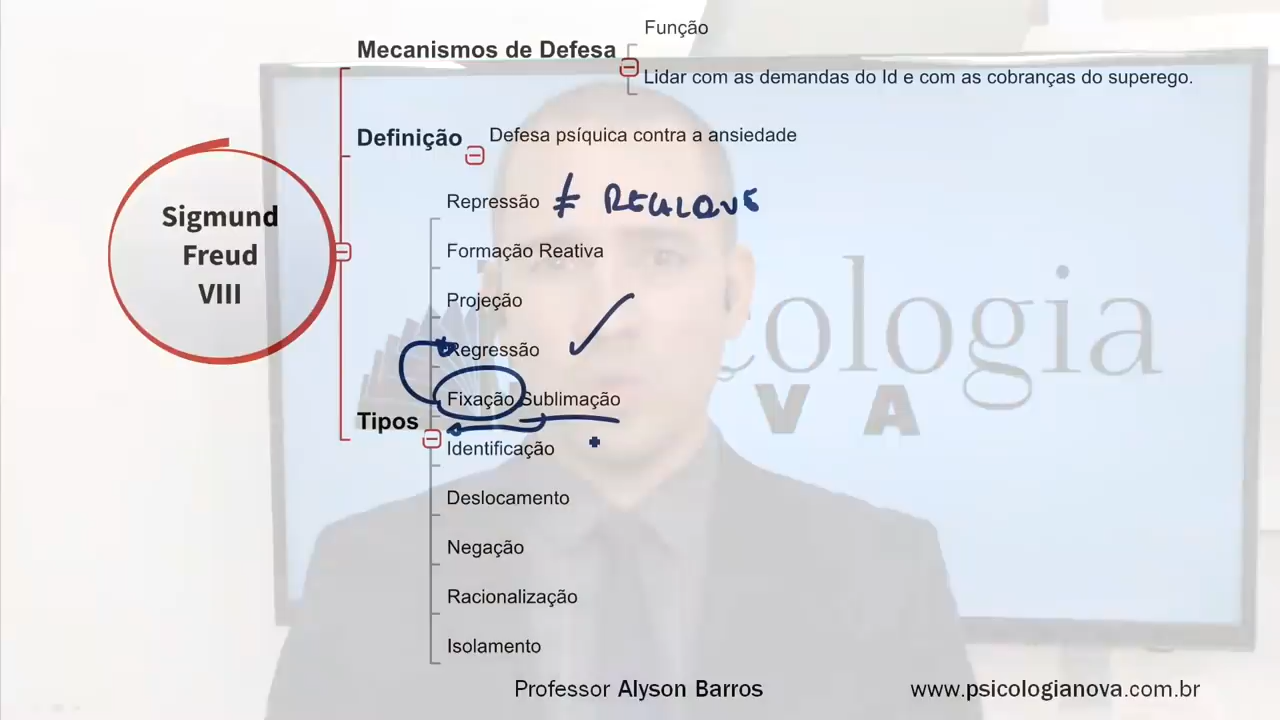 Função
Mecanismos de Defesa
Lidar com as demandas do Id e com as cobranças do superego.
Definição
Defesa psíquica contra a ansiedade
Repressão ≠ RECALQUE
Sigmund
Freud
VIII
Formação Reativa
Projeção
Regressão
Fixação Sublimação
Tipos
Identificação
Deslocamento
Negação
Racionalização
Isolamento
cologia
VA
Professor Alyson Barros
www.psicologianova.com.br